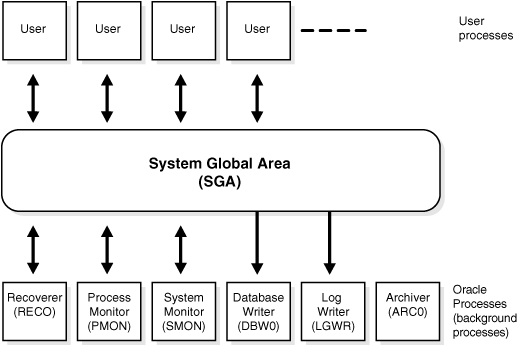 User
User
User
User
User
processes
System Global Area
(SGA)
Recoverer
(RECO)
Process
Monitor
(PMON)
System
Monitor
(SMON)
Database
Writer
(DBW0)
Log
Writer
(LGWR)
Archiver
(ARC0)
Oracle
Processes
(background
processes)